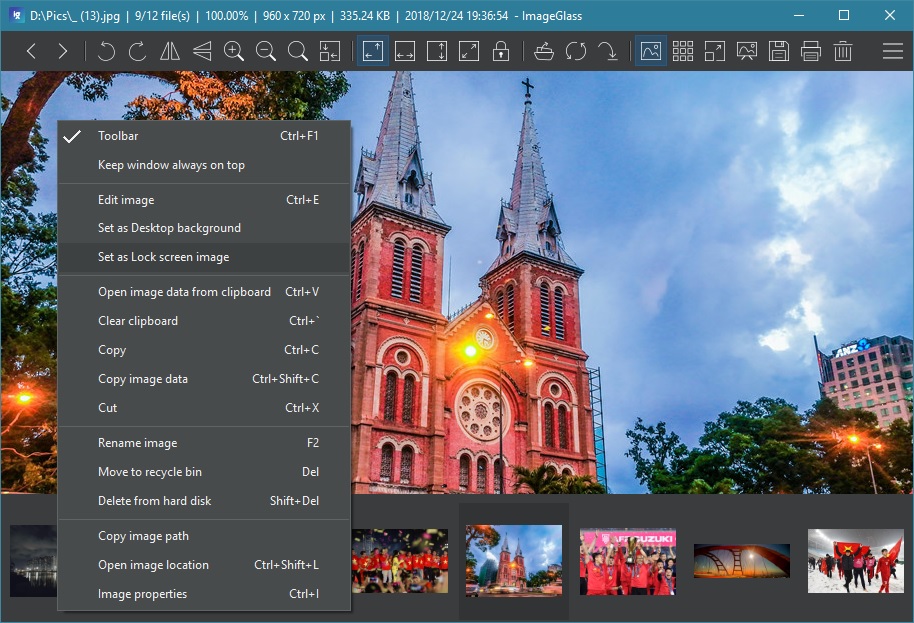 D:\Pics\_ (13).jpg | 9/12 file(s) | 100.00% | 960 x 720 px | 335.24 KB | 2018/12/24 19:36:54 - ImageGlass
Toolbar Ctrl+F1
Keep window always on top
Edit image Ctrl+E
Set as Desktop background
Set as Lock screen image
Open image data from clipboard Ctrl+V
Clear clipboard Ctrl+`
Copy Ctrl+C
Copy image data Ctrl+Shift+C
Cut Ctrl+X
Rename image F2
Move to recycle bin Del
Delete from hard disk Shift+Del
Copy image path
Open image location Ctrl+Shift+L
Image properties Ctrl+I
ANZ
SUZUKI